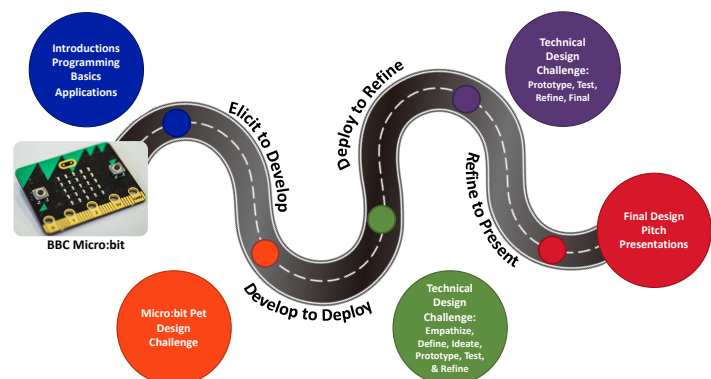 Introductions
Programming
Basics
Applications
BBC Micro:bit
Elicit to Develop
Micro:bit Pet
Design
Challenge
Develop to Deploy
Technical
Design
Challenge:
Empathize,
Define, Ideate,
Prototype, Test,
& Refine
Deploy to Refine
Technical
Design
Challenge:
Prototype, Test,
Refine, Final
Refine to Present
Final Design
Pitch
Presentations